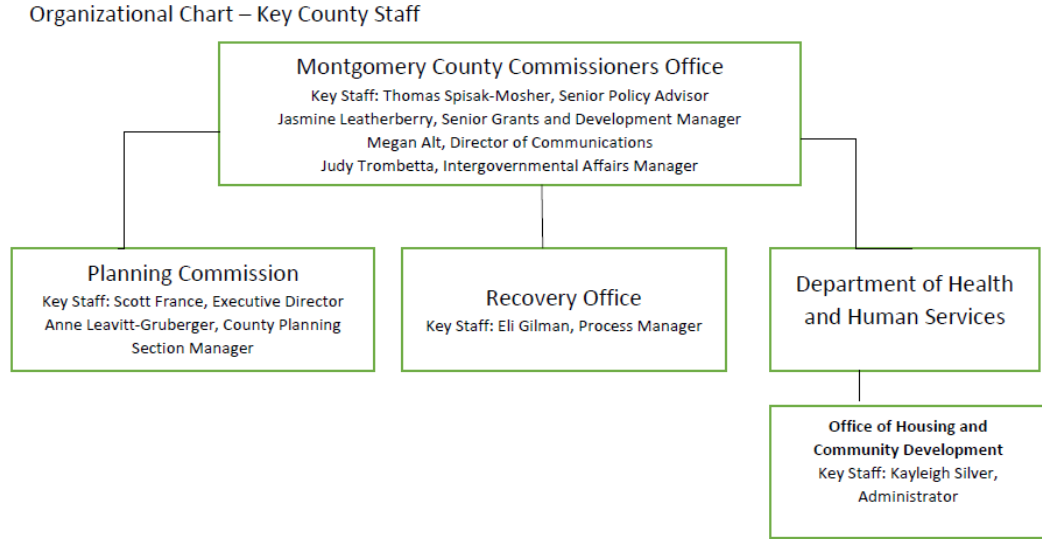 Organizational Chart – Key County Staff
Montgomery County Commissioners Office
Key Staff: Thomas Spisak-Mosher, Senior Policy Advisor
Jasmine Leatherberry, Senior Grants and Development Manager
Megan Alt, Director of Communications
Judy Trombetta, Intergovernmental Affairs Manager
Planning Commission
Key Staff: Scott France, Executive Director
Anne Leavitt-Gruberger, County Planning
Section Manager
Recovery Office
Key Staff: Eli Gilman, Process Manager
Department of Health
and Human Services
Office of Housing and
Community Development
Key Staff: Kayleigh Silver,
Administrator